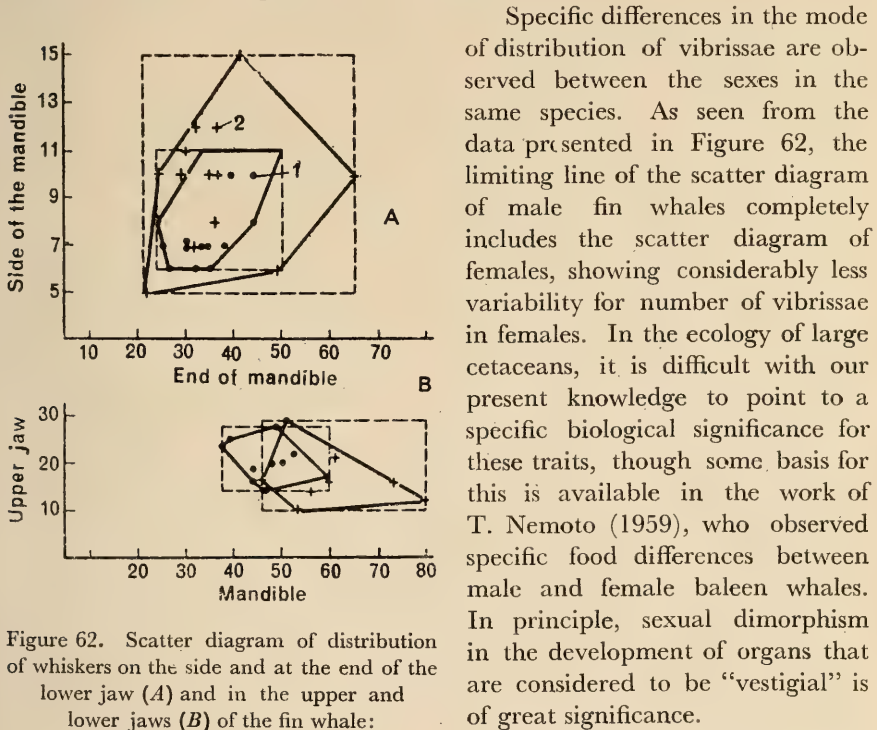 15
13
11
9
7
5
Side of the mandible
2
1
A
10 20 30 40 50 60 70
End of mandible
B
30
20
10
Upper jaw
20 30 40 50 60 70 80
Mandible
Figure 62. Scatter diagram of distribution
of whiskers on the side and at the end of the
lower jaw (A) and in the upper and
lower jaws (B) of the fin whale:
Specific differences in the mode
of distribution of vibrissae are ob-
served between the sexes in the
same species. As seen from the
data presented in Figure 62, the
limiting line of the scatter diagram
of male fin whales completely
includes the scatter diagram of
females, showing considerably less
variability for number of vibrissae
in females. In the ecology of large
cetaceans, it is difficult with our
present knowledge to point to a
specific biological significance for
these traits, though some basis for
this is available in the work of
T. Nemoto (1959), who observed
specific food differences between
male and female baleen whales.
In principle, sexual dimorphism
in the development of organs that
are considered to be “vestigial” is
of great significance.